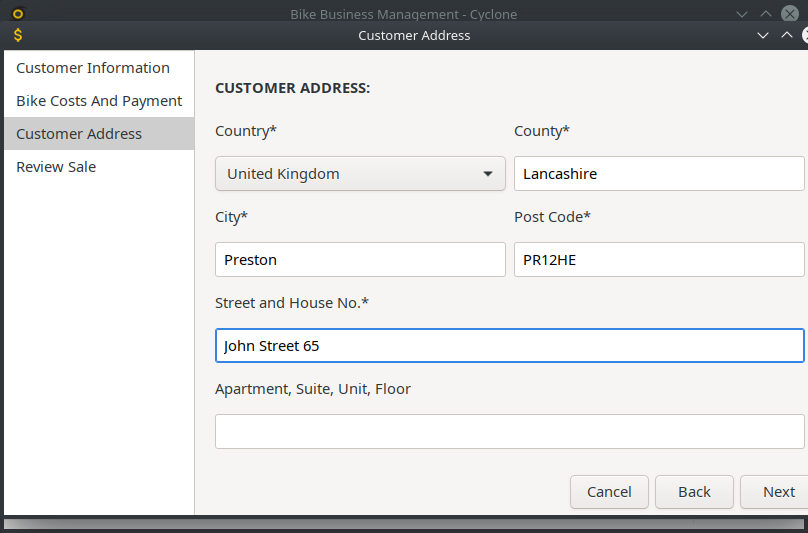 Bike Business Management - Cyclone
$ Customer Address
Customer Information
Bike Costs And Payment
Customer Address
Review Sale
CUSTOMER ADDRESS:
Country* County*
United Kingdom Lancashire
City* Post Code*
Preston PR12HE
Street and House No.*
John Street 65
Apartment, Suite, Unit, Floor
Cancel Back Next